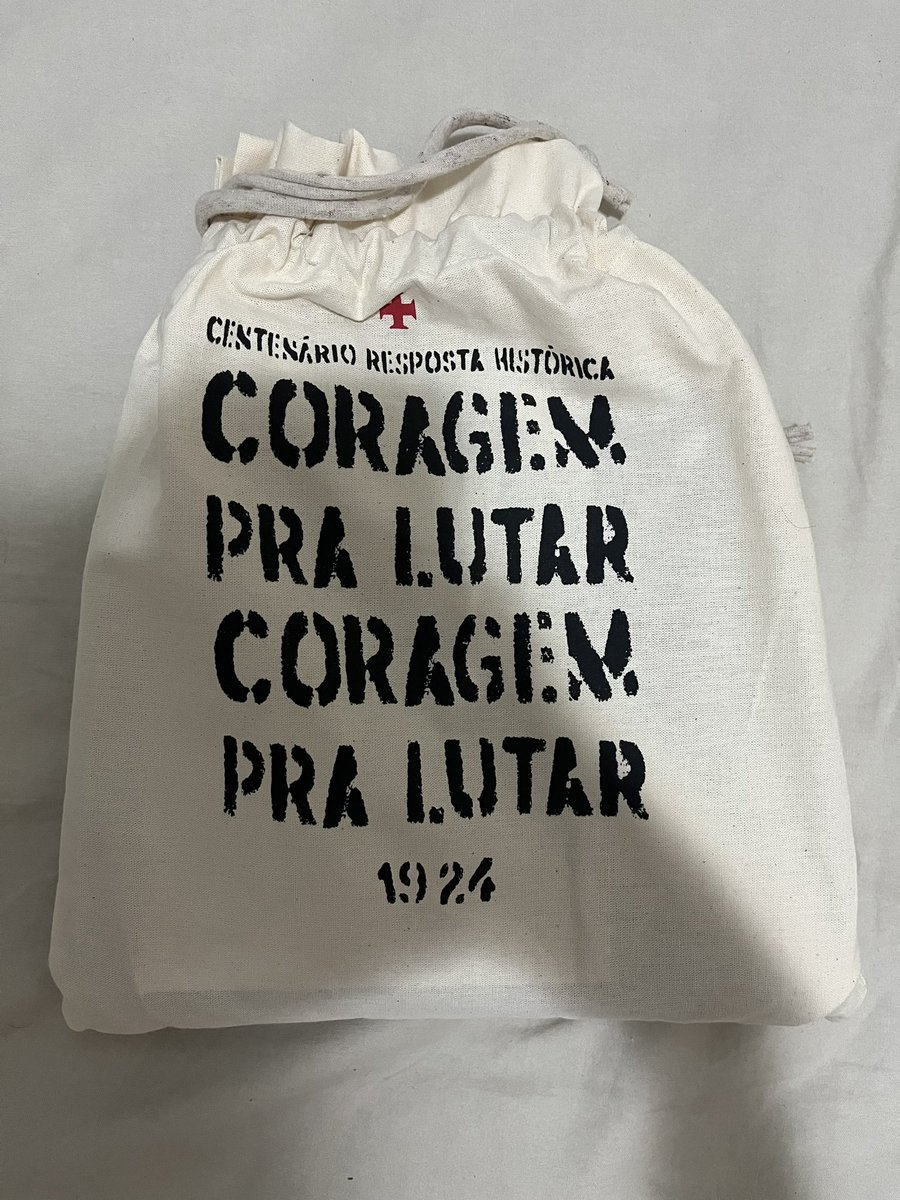 CENTENÁRIO RESPOSTA HISTÓRICA
CORAGEM
PRA LUTAR
CORAGEM
PRA LUTAR
1924